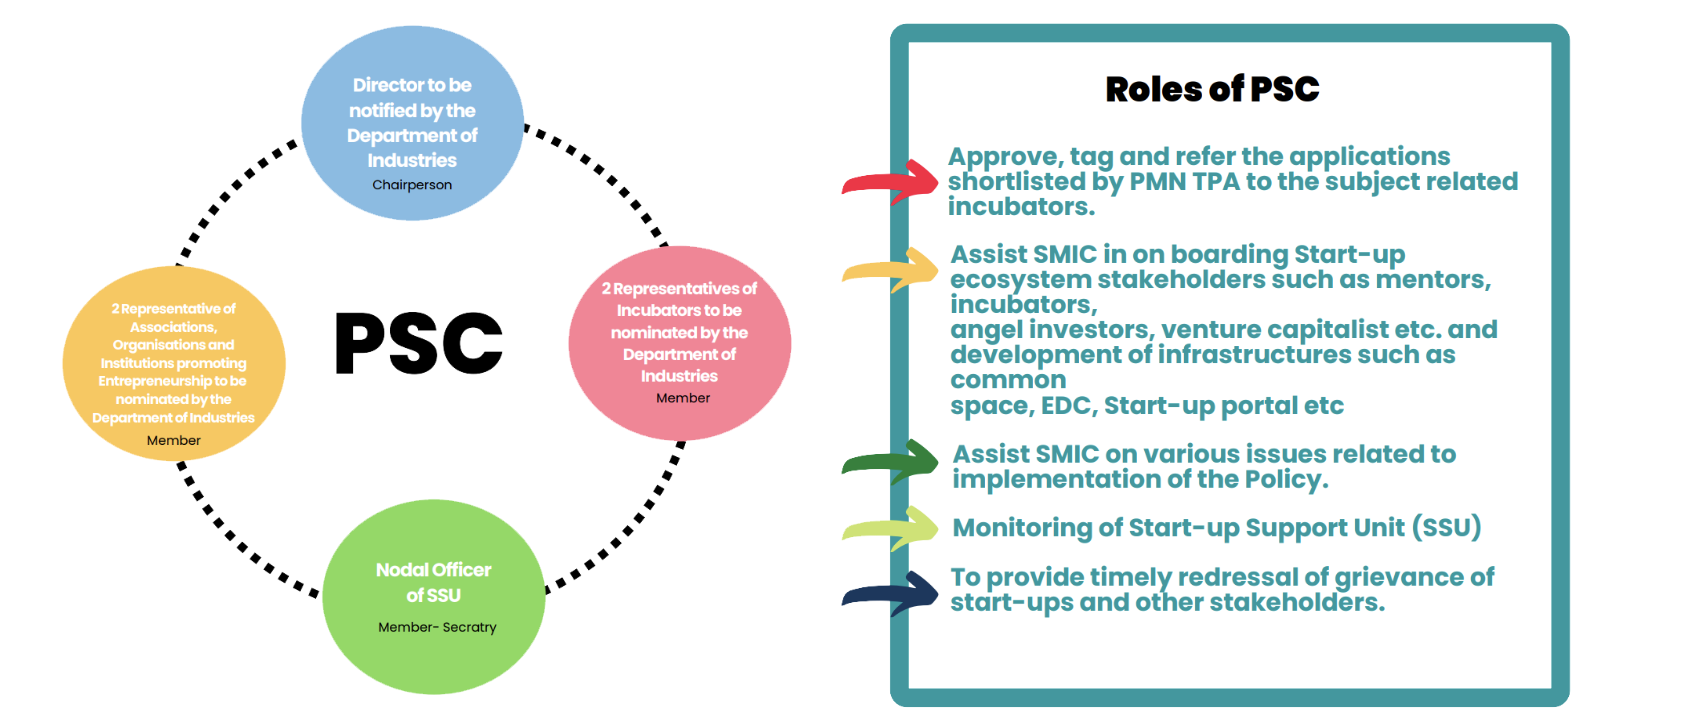 Director to be
notified by the
Department of
Industries
Chairperson
2 Representatives of
Incubators to be
nominated by the
Department of
Industries
Member
2 Representative of
Associations,
Organisations and
Institutions promoting
Entrepreneurship to be
nominated by the
Department of Industries
Member
PSC
Nodal Officer
of SSU
Member- Secratry
Roles of PSC
Approve, tag and refer the applications
shortlisted by PMN TPA to the subject related
incubators.
Assist SMIC in on boarding Start-up
ecosystem stakeholders such as mentors,
incubators,
angel investors, venture capitalist etc. and
development of infrastructures such as
common
space, EDC, Start-up portal etc
Assist SMIC on various issues related to
implementation of the Policy.
Monitoring of Start-up Support Unit (SSU)
To provide timely redressal of grievance of
start-ups and other stakeholders.